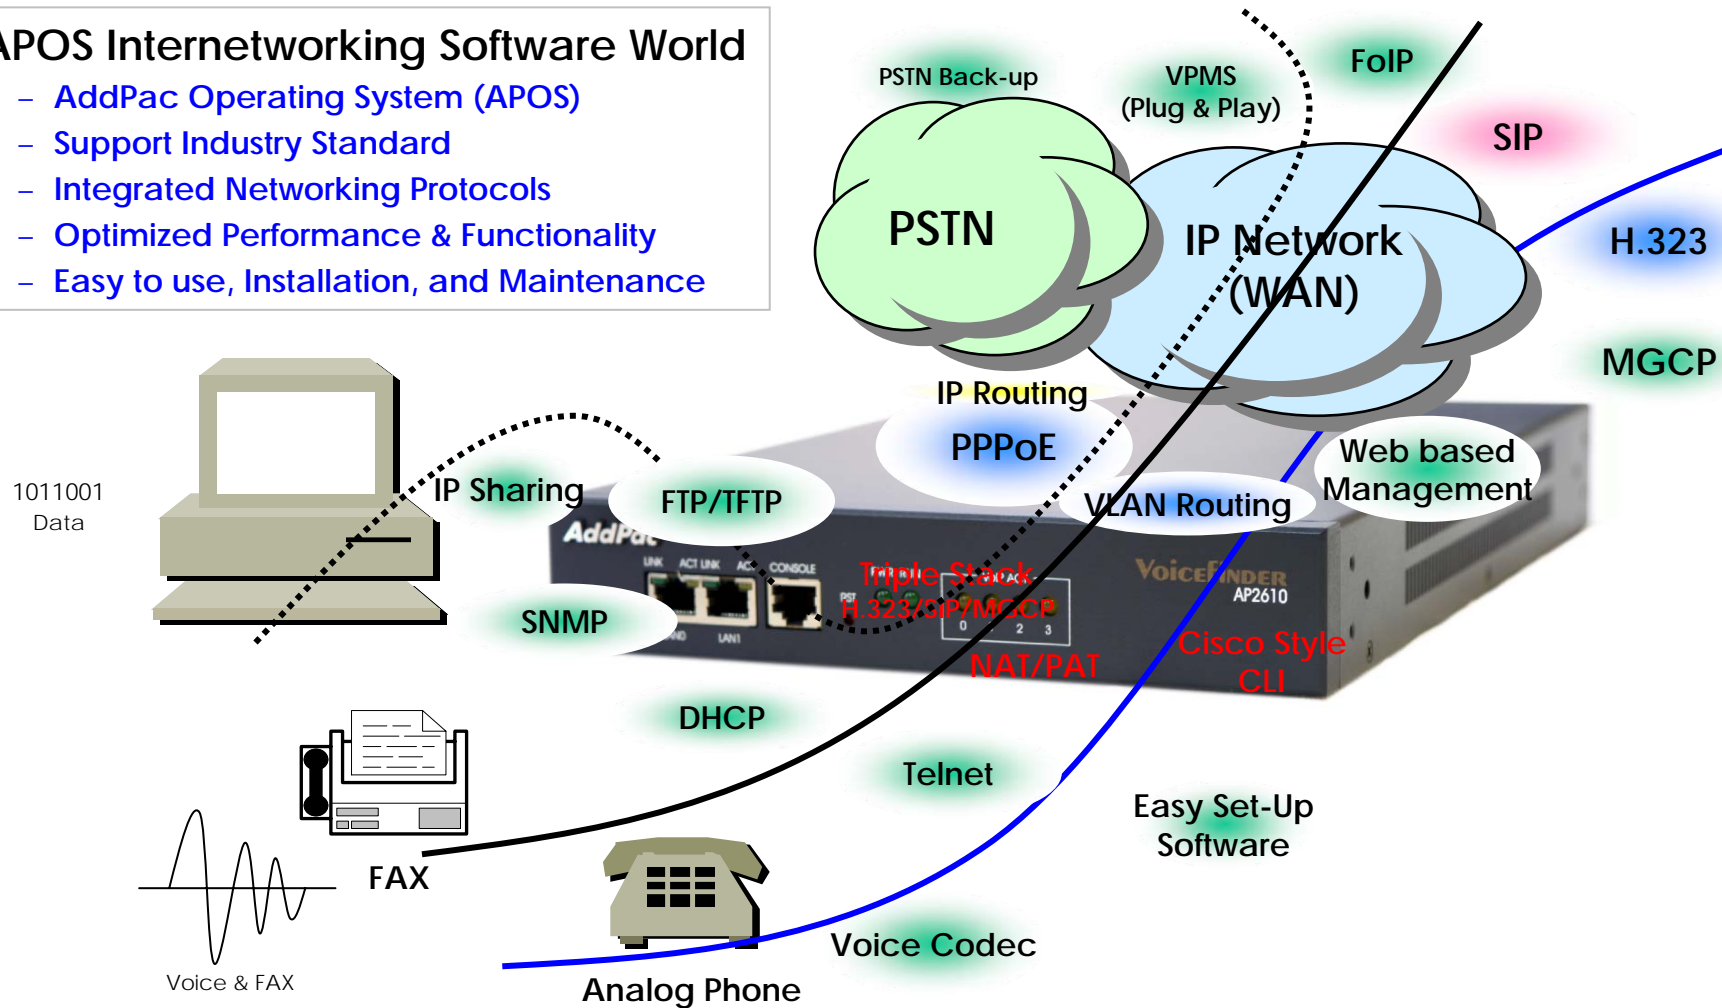 APOS Internetworking Software World
– AddPac Operating System (APOS)
– Support Industry Standard
– Integrated Networking Protocols
– Optimized Performance & Functionality
– Easy to use, Installation, and Maintenance
PSTN Back-up
VPMS
(Plug & Play)
FoIP
SIP
PSTN
IP Network
(WAN)
H.323
MGCP
IP Routing
PPPoE
Web based
Management
1011001
Data
IP Sharing
FTP/TFTP
VLAN Routing
AddPac
LINK ACT LINK ACT CONSOLE
VoiceFinder
AP2610
Triple Stack
H.323/SIP/MGCP
0 2 3
LAN1
SNMP
NAT/PAT
Cisco Style
CLI
DHCP
Telnet
Easy Set-Up
Software
FAX
Voice Codec
Voice & FAX
Analog Phone